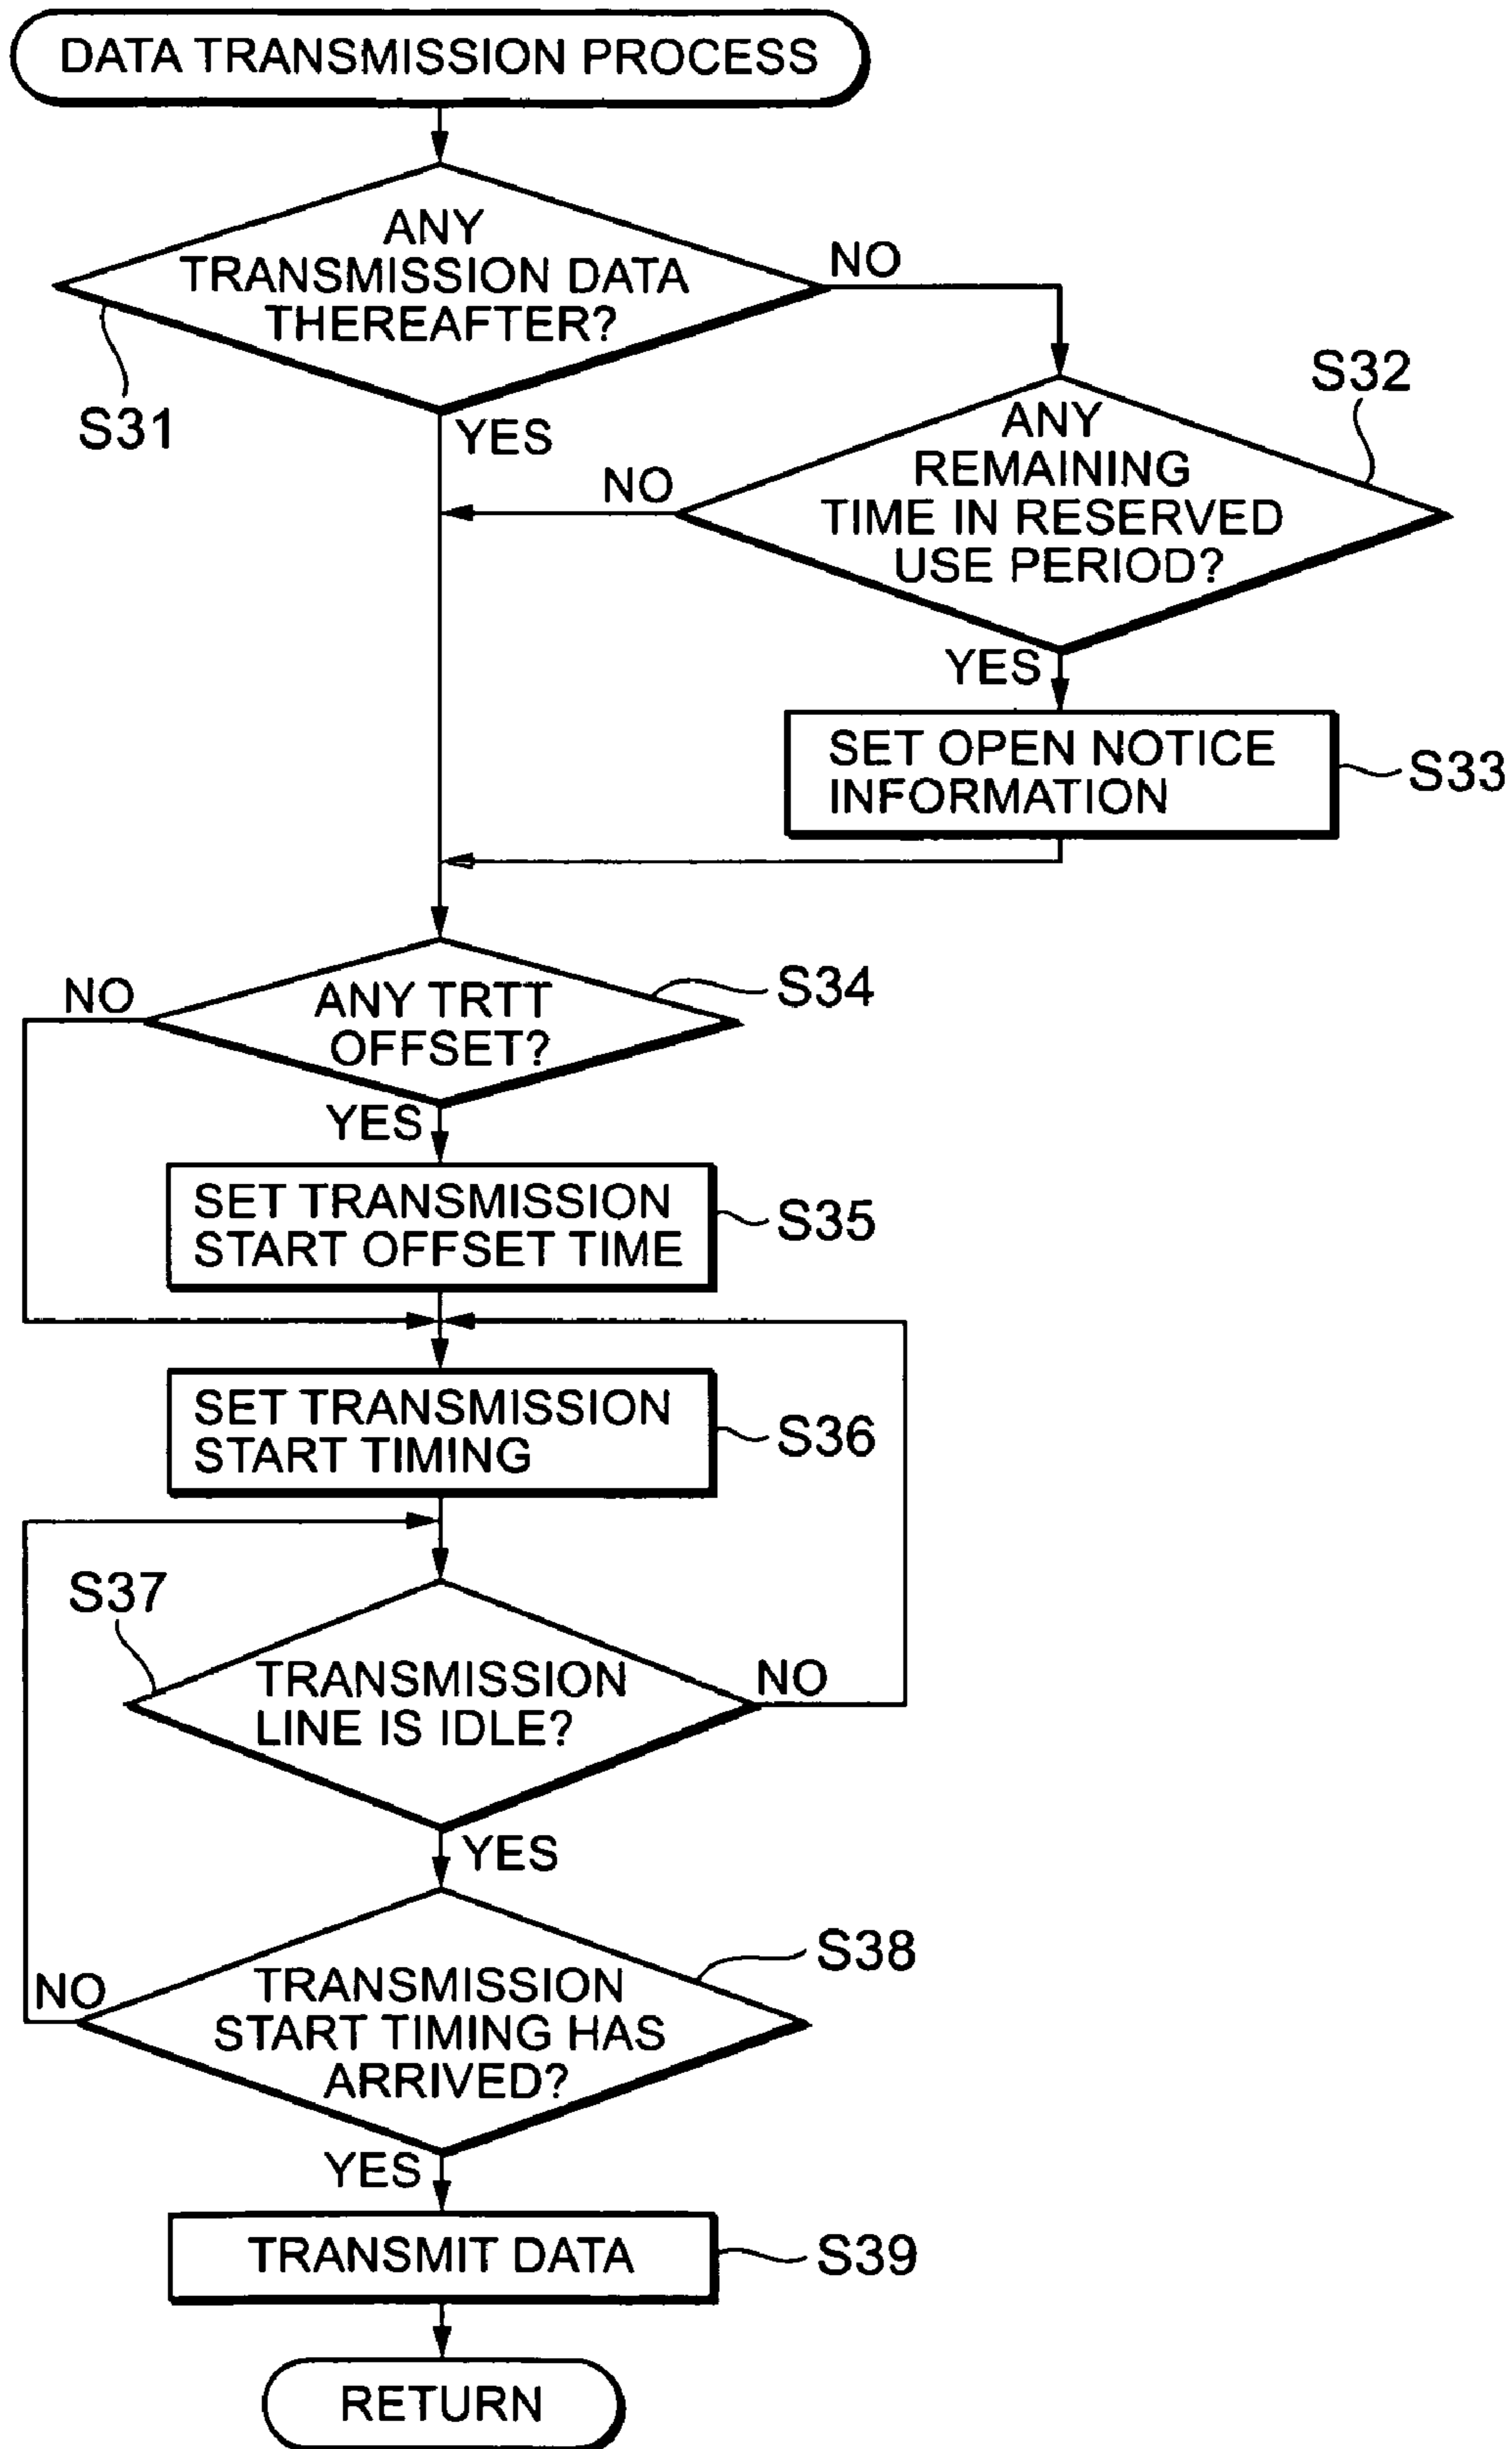 DATA TRANSMISSION PROCESS
ANY
TRANSMISSION DATA
THEREAFTER?
NO
S31
YES
S32
ANY
REMAINING
TIME IN RESERVED
USE PERIOD?
NO
YES
SET OPEN NOTICE
INFORMATION
S33
NO
ANY TRTT
OFFSET?
S34
YES
SET TRANSMISSION
START OFFSET TIME
S35
SET TRANSMISSION
START TIMING
S36
S37
TRANSMISSION
LINE IS IDLE?
NO
YES
S38
NO
TRANSMISSION
START TIMING HAS
ARRIVED?
YES
TRANSMIT DATA
S39
RETURN